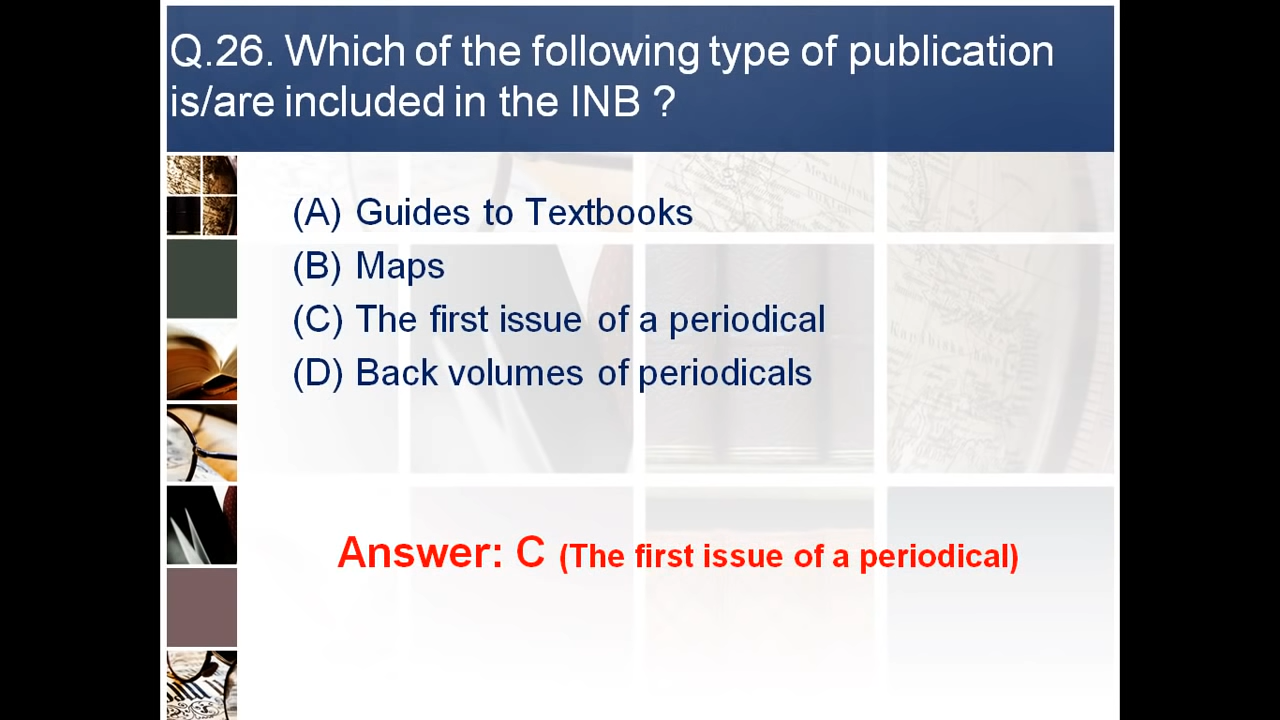 Q.26. Which of the following type of publication
is/are included in the INB ?
(A) Guides to Textbooks
(B) Maps
(C) The first issue of a periodical
(D) Back volumes of periodicals
Answer: C (The first issue of a periodical)